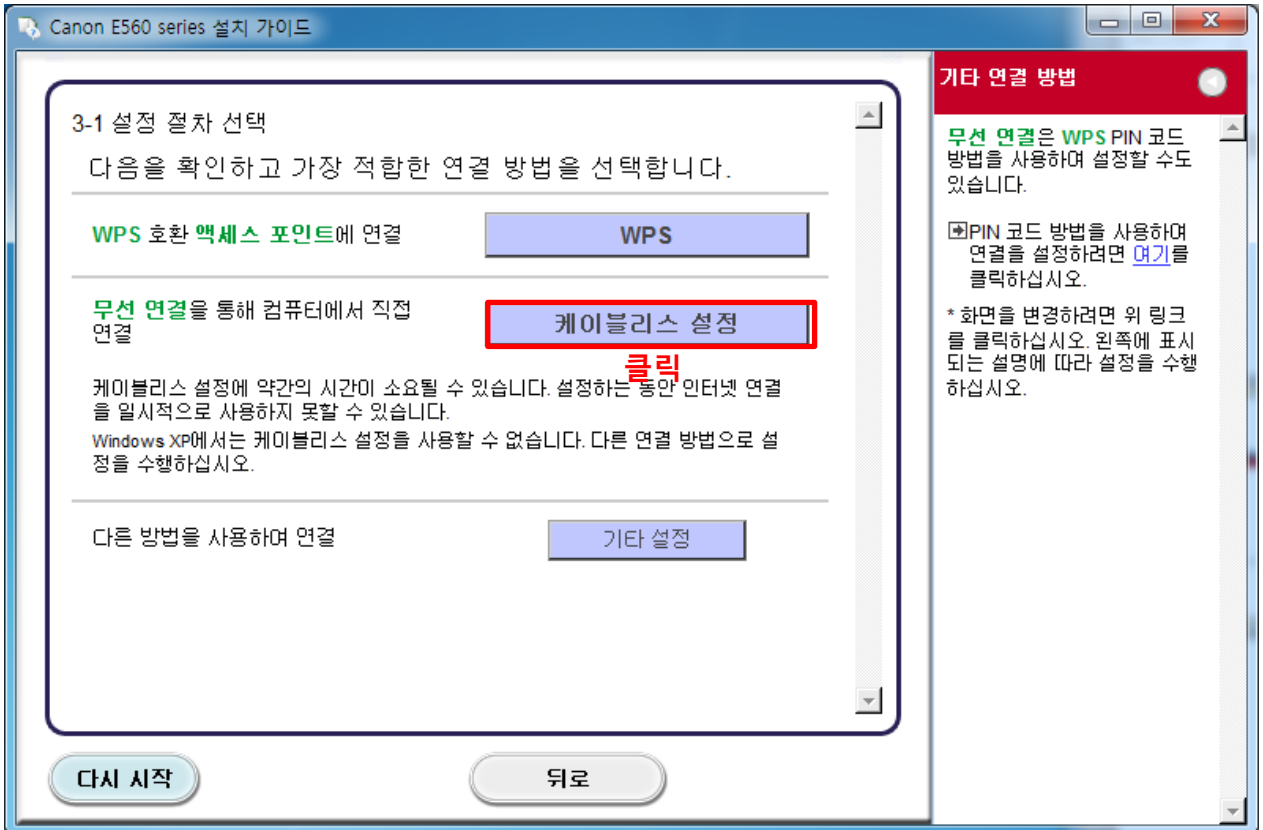 Canon E560 series 설치 가이드
3-1 설정 절차 선택
다음을 확인하고 가장 적합한 연결 방법을 선택합니다.
WPS 호환 액세스 포인트에 연결
WPS
무선 연결을 통해 컴퓨터에서 직접
연결
케이블리스 설정
클릭
케이블리스 설정에 약간의 시간이 소요될 수 있습니다. 설정하는 동안 인터넷 연결
을 일시적으로 사용하지 못할 수 있습니다.
Windows XP에서는 케이블리스 설정을 사용할 수 없습니다. 다른 연결 방법으로 설
정을 수행하십시오.
다른 방법을 사용하여 연결
기타 설정
다시 시작
뒤로
기타 연결 방법
무선 연결은 WPS PIN 코드
방법을 사용하여 설정할 수도
있습니다.
PIN 코드 방법을 사용하여
연결을 설정하려면 여기를
클릭하십시오.
* 화면을 변경하려면 위 링크
를 클릭하십시오. 왼쪽에 표시
되는 설명에 따라 설정을 수행
하십시오.